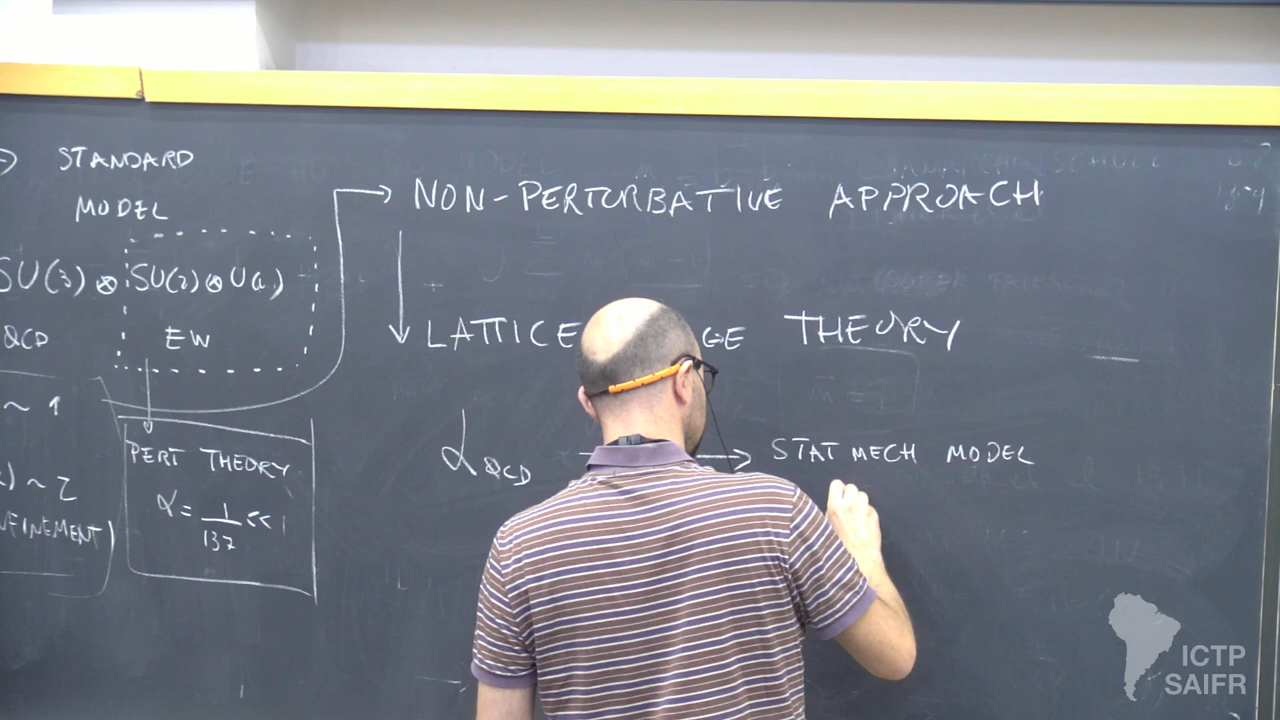 STANDARD
MODEL
SU(3) ⊗ SU(2) ⊗ U(1)
QCD EW
~ 1
) ~ r
NFINEMENT)
PERT THEORY
α = 1/137 << 1
NON-PERTURBATIVE APPROACH
LATTICE GE THEORY
L QCD → STAT MECH MODEL
ICTP
SAIFR